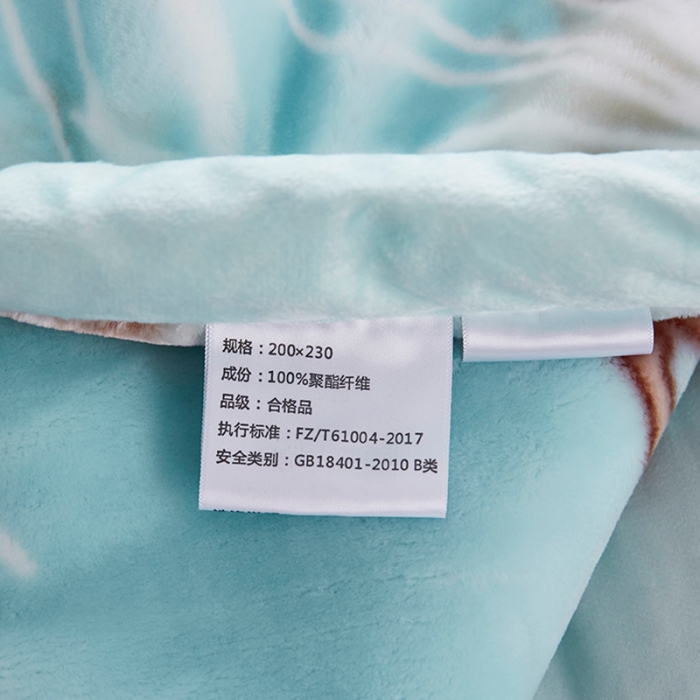 规格：200×230
成份：100%聚酯纤维
品级：合格品
执行标准：FZ/T61004-2017
安全类别：GB18401-2010 B类